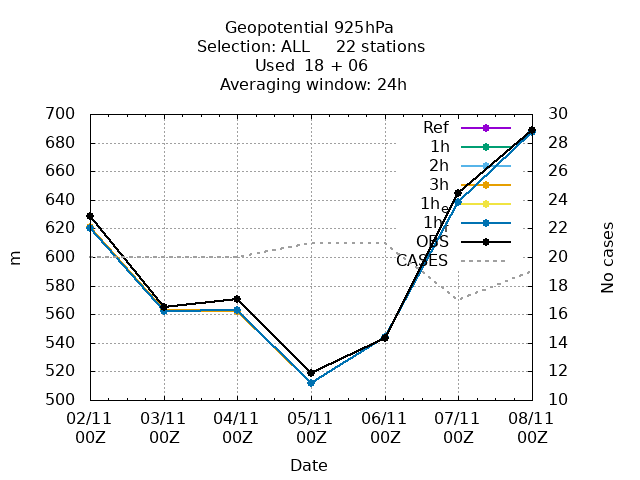 Geopotential 925hPa
Selection: ALL     22 stations
Used  18 + 06
Averaging window: 24h
700 680 660 640 620 600 580 560 540 520 500
m
30 28 26 24 22 20 18 16 14 12 10
No cases
Ref
1h
2h
3h
1he
1h
OBS
CASES
02/11 03/11 04/11 05/11 06/11 07/11 08/11
00Z 00Z 00Z 00Z 00Z 00Z 00Z
Date